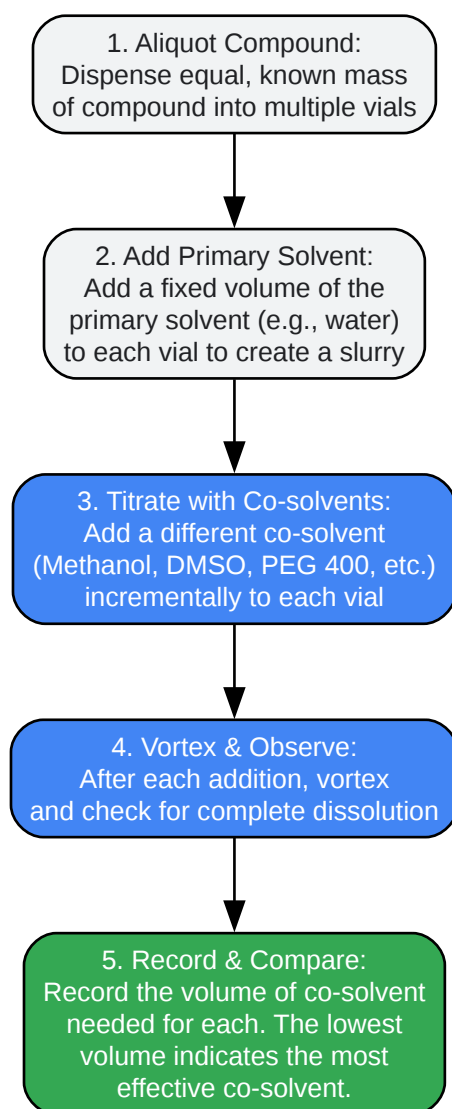 1. Aliquot Compound:
Dispense equal, known mass
of compound into multiple vials
2. Add Primary Solvent:
Add a fixed volume of the
primary solvent (e.g., water)
to each vial to create a slurry
3. Titrate with Co-solvents:
Add a different co-solvent
(Methanol, DMSO, PEG 400, etc.)
incrementally to each vial
4. Vortex & Observe:
After each addition, vortex
and check for complete dissolution
5. Record & Compare:
Record the volume of co-solvent
needed for each. The lowest
volume indicates the most
effective co-solvent.